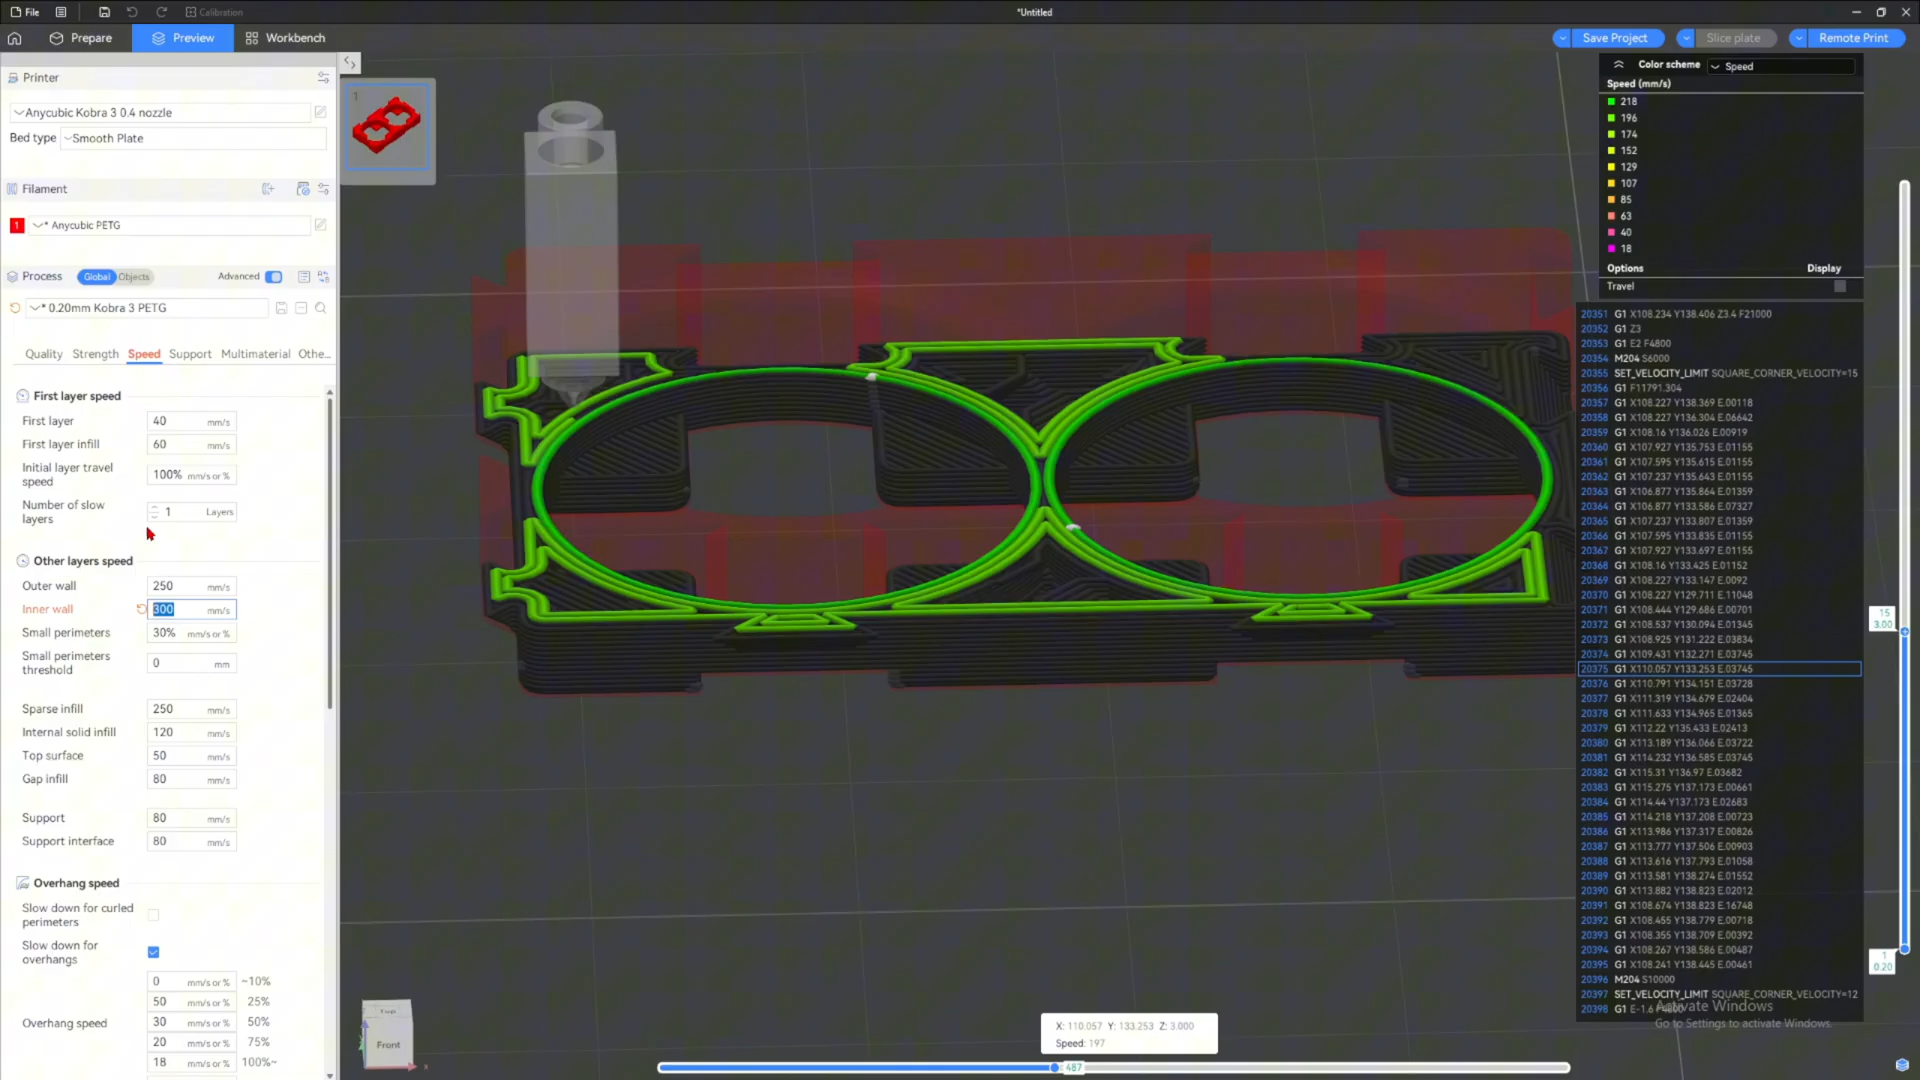 File
Calibration
*Untitled
Prepare
Preview
Workbench
Save Project
Slice plate
Remote Print
Printer
Anycubic Kobra 3 0.4 nozzle
Bed type Smooth Plate
Filament
1 * Anycubic PETG
Process Global Objects Advanced
* 0.20mm Kobra 3 PETG
Quality Strength Speed Support Multimaterial Othe...
First layer speed
First layer 40 mm/s
First layer infill 60 mm/s
Initial layer travel
speed 100% mm/s or %
Number of slow
layers 1 Layers
Other layers speed
Outer wall 250 mm/s
Inner wall 300 mm/s
Small perimeters 30% mm/s or %
Small perimeters
threshold 0 mm
Sparse infill 250 mm/s
Internal solid infill 120 mm/s
Top surface 50 mm/s
Gap infill 80 mm/s
Support 80 mm/s
Support interface 80 mm/s
Overhang speed
Slow down for curled
perimeters
Slow down for
overhangs
0 mm/s or % ~10%
50 mm/s or % 25%
Overhang speed 30 mm/s or % 50%
20 mm/s or % 75%
18 mm/s or % 100%~
1
Top
Front
x
X: 110.057 Y: 133.253 Z: 3.000
Speed: 197
487
Color scheme Speed
Speed (mm/s)
218
196
174
152
129
107
85
63
40
18
Options Display
Travel
20351 G1 X108.234 Y138.406 Z3.4 F21000
20352 G1 Z3
20353 G1 E2 F4800
20354 M204 S6000
20355 SET_VELOCITY_LIMIT SQUARE_CORNER_VELOCITY=15
20356 G1 F11791.304
20357 G1 X108.227 Y138.369 E.00118
20358 G1 X108.227 Y136.304 E.06642
20359 G1 X108.16 Y136.026 E.00919
20360 G1 X107.927 Y135.753 E.01155
20361 G1 X107.595 Y135.615 E.01155
20362 G1 X107.237 Y135.643 E.01155
20363 G1 X106.877 Y135.864 E.01359
20364 G1 X106.877 Y133.586 E.07327
20365 G1 X107.237 Y133.807 E.01359
20366 G1 X107.595 Y133.835 E.01155
20367 G1 X107.927 Y133.697 E.01155
20368 G1 X108.16 Y133.425 E.01152
20369 G1 X108.227 Y133.147 E.0092
20370 G1 X108.227 Y129.711 E.11048
20371 G1 X108.444 Y129.686 E.00701
20372 G1 X108.537 Y130.094 E.01345
20373 G1 X108.925 Y131.222 E.03834
20374 G1 X109.431 Y132.271 E.03745
20375 G1 X110.057 Y133.253 E.03745
20376 G1 X110.791 Y134.151 E.03728
20377 G1 X111.319 Y134.679 E.02404
20378 G1 X111.633 Y134.965 E.01365
20379 G1 X112.22 Y135.433 E.02413
20380 G1 X113.189 Y136.066 E.03722
20381 G1 X114.232 Y136.585 E.03745
20382 G1 X115.31 Y136.97 E.03682
20383 G1 X115.275 Y137.173 E.00661
20384 G1 X114.44 Y137.173 E.02683
20385 G1 X114.218 Y137.208 E.00723
20386 G1 X113.986 Y137.317 E.00826
20387 G1 X113.777 Y137.506 E.00903
20388 G1 X113.616 Y137.793 E.01058
20389 G1 X113.581 Y138.274 E.01552
20390 G1 X113.882 Y138.823 E.02012
20391 G1 X108.674 Y138.823 E.16748
20392 G1 X108.455 Y138.779 E.00718
20393 G1 X108.355 Y138.709 E.00392
20394 G1 X108.267 Y138.586 E.00487
20395 G1 X108.241 Y138.445 E.00461
20396 M204 S10000
20397 SET_VELOCITY_LIMIT SQUARE_CORNER_VELOCITY=12
20398 G1 E-1.6 F4800
Activate Windows
Go to Settings to activate Windows.
15
3.00
1
0.20